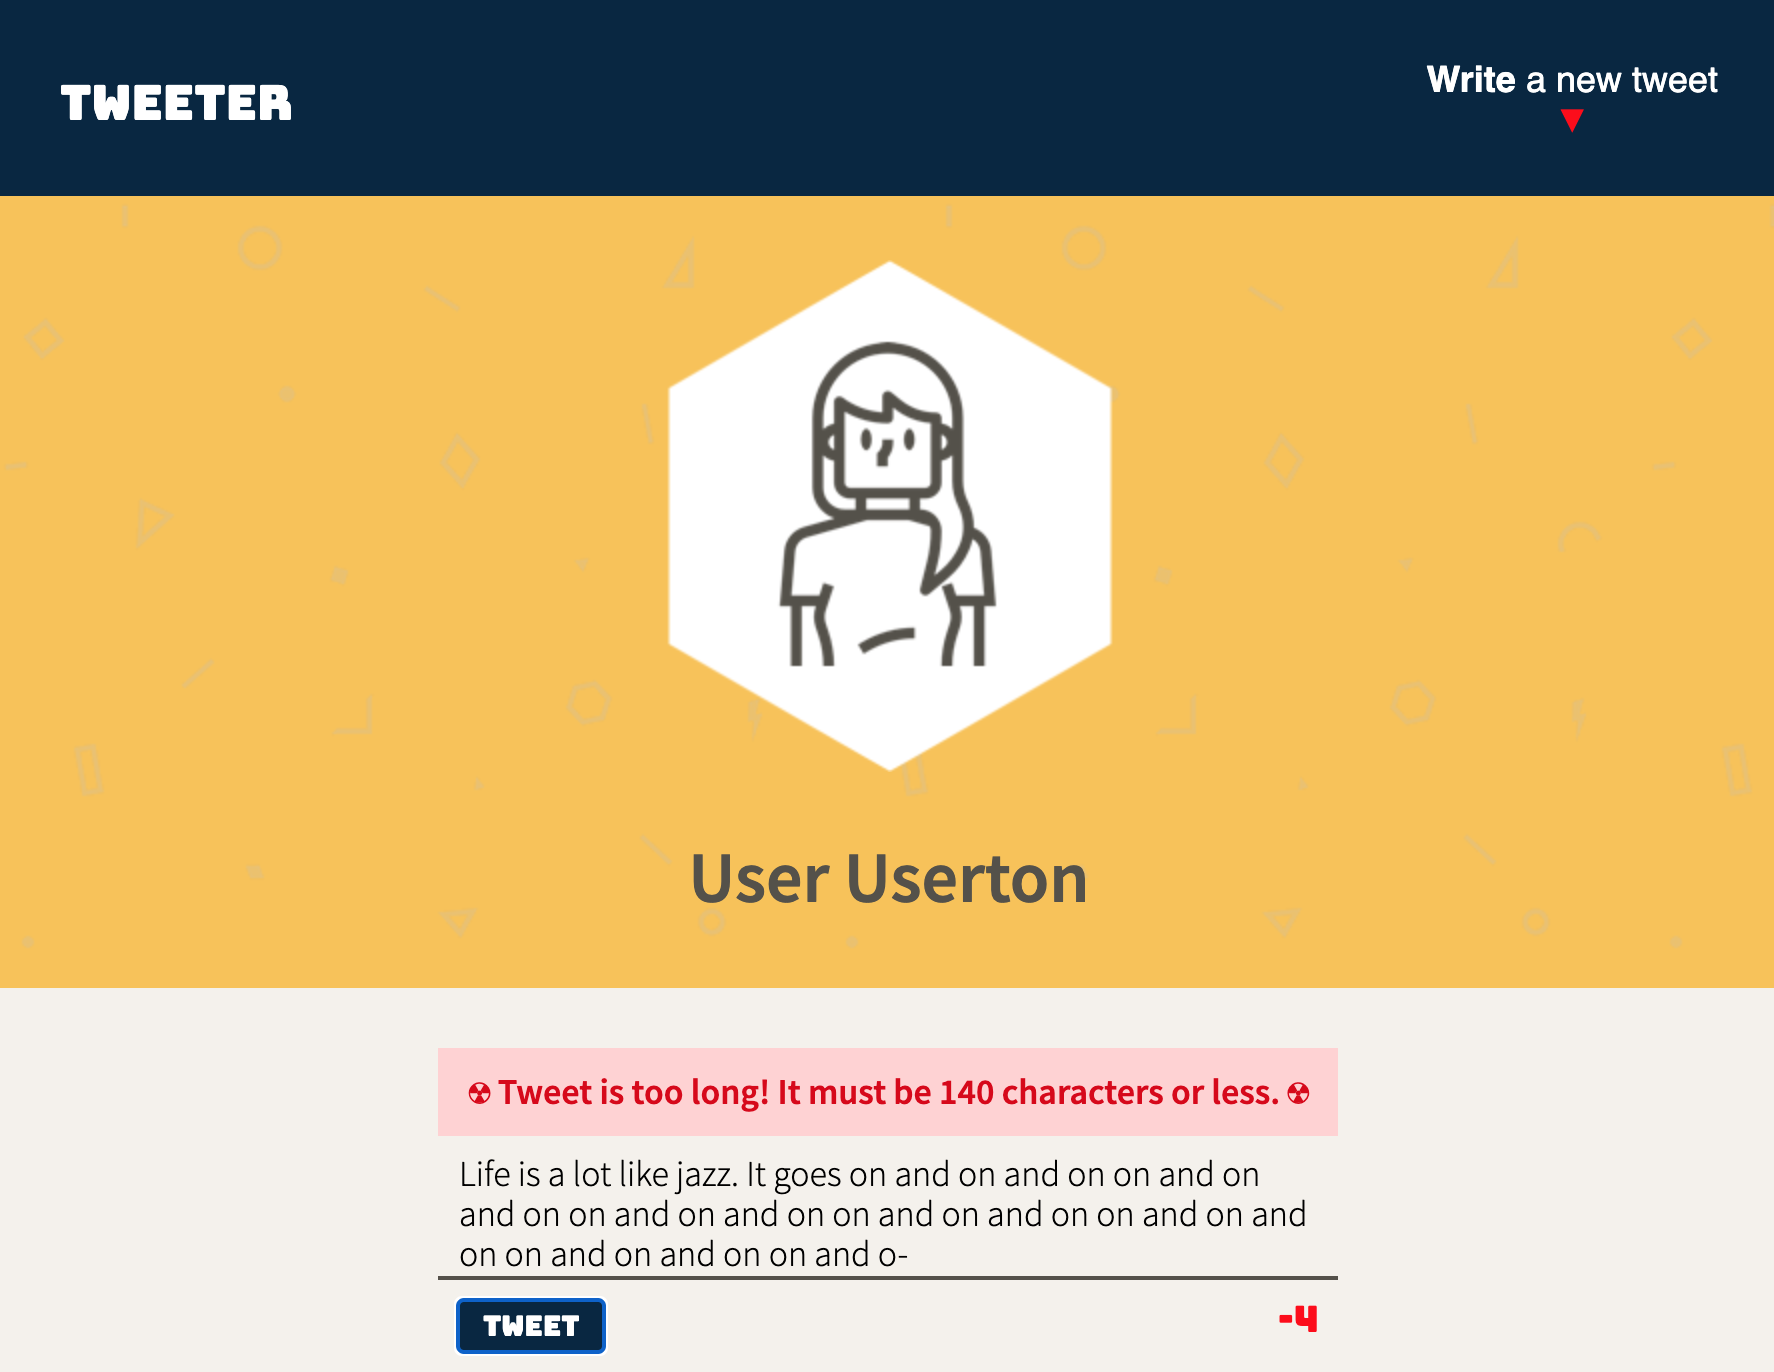 TWEETER
Write a new tweet
▼
User Userton
☢ Tweet is too long! It must be 140 characters or less. ☢
Life is a lot like jazz. It goes on and on and on on and on
and on on and on and on on and on and on on and on and
on on and on and on on and o-
TWEET
-4